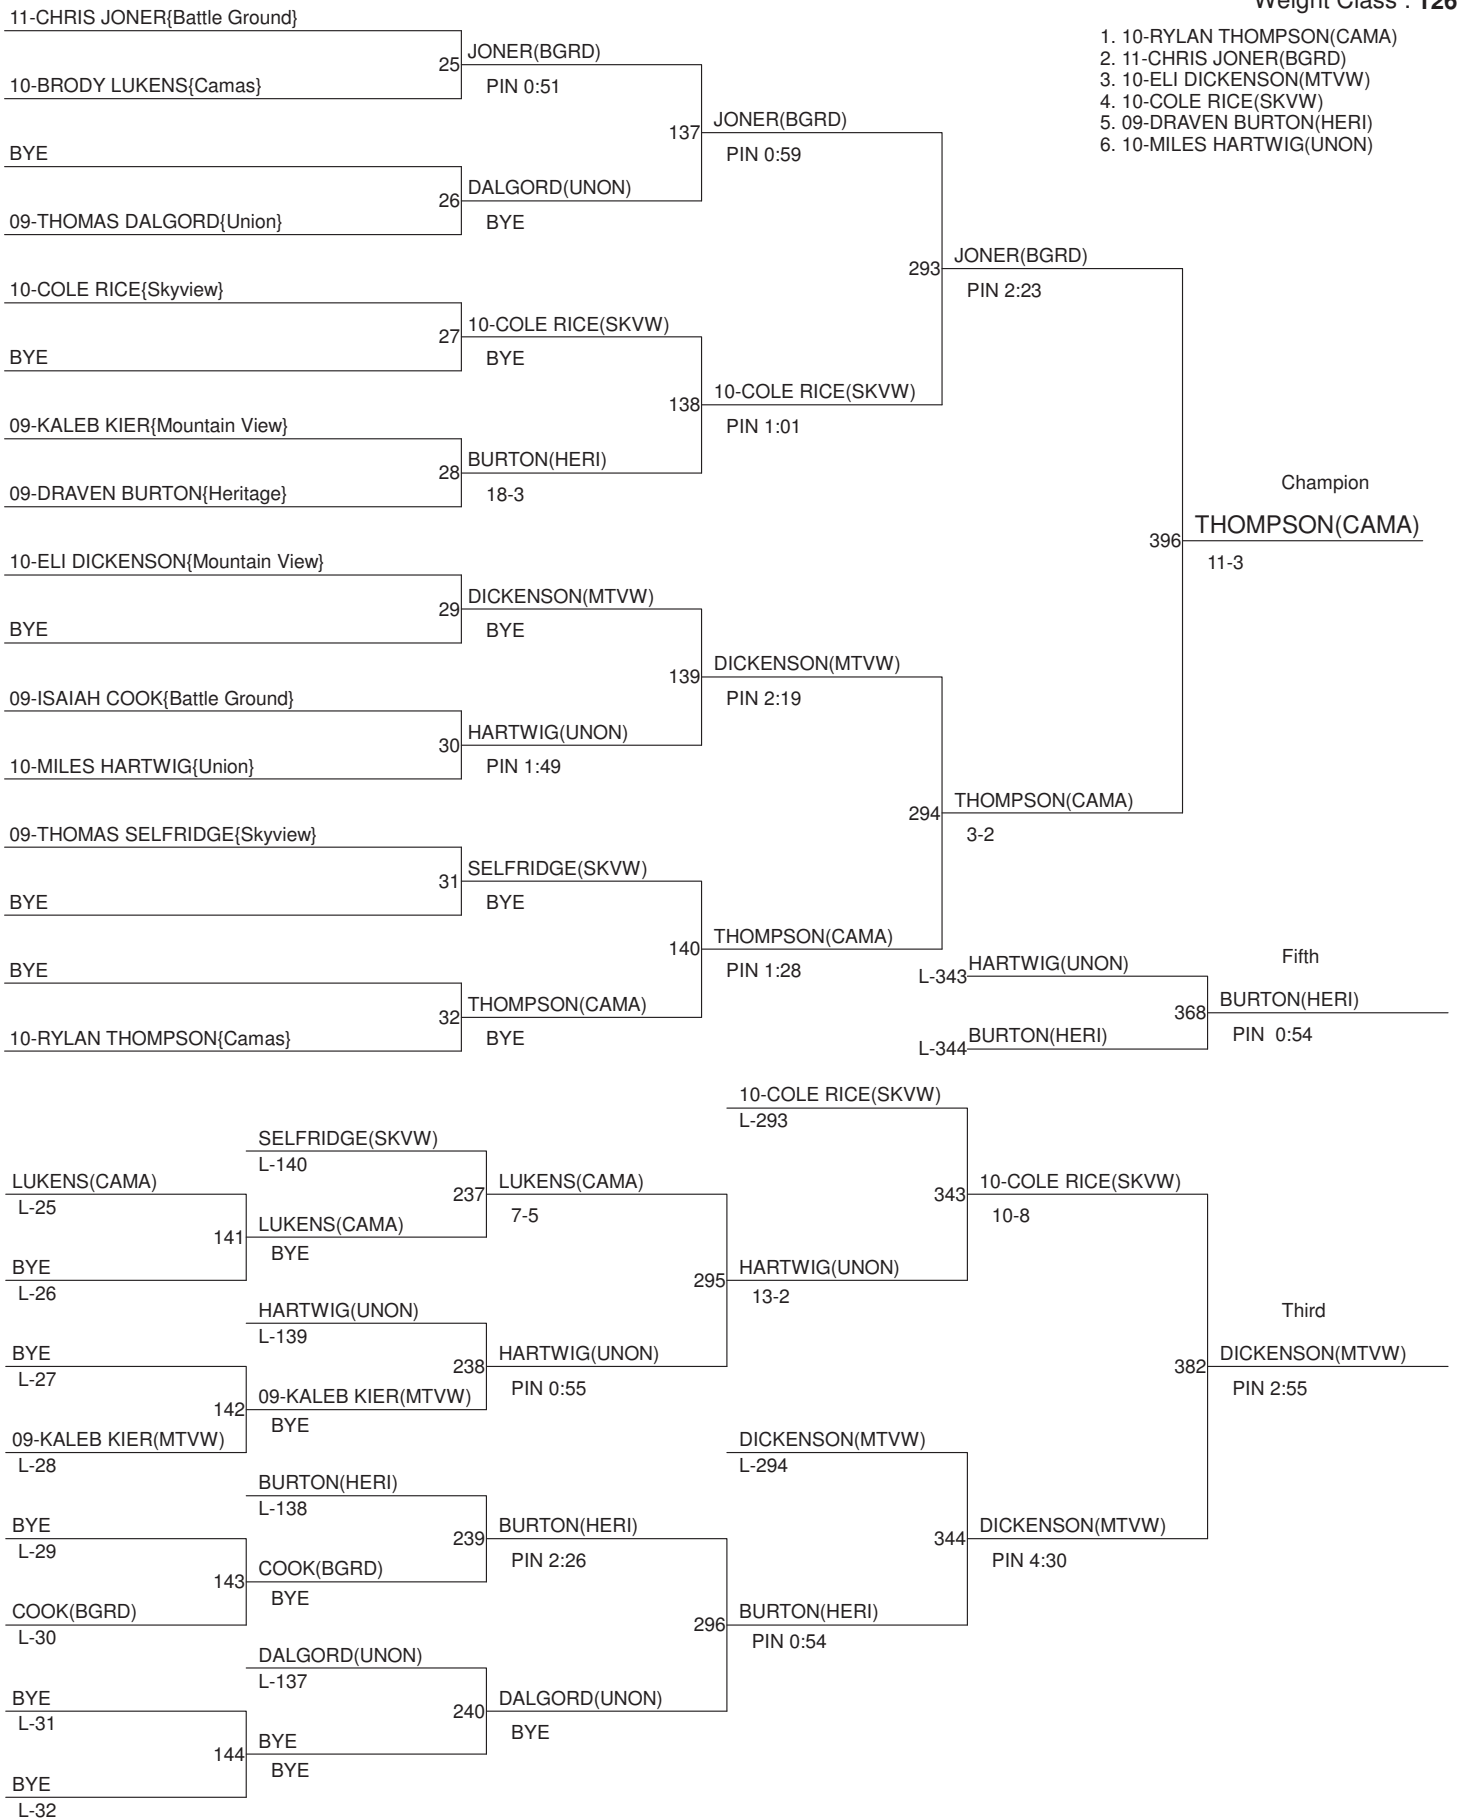 Weight Class : 126
1. 10-RYLAN THOMPSON(CAMA)
2. 11-CHRIS JONER(BGRD)
3. 10-ELI DICKENSON(MTVW)
4. 10-COLE RICE(SKVW)
5. 09-DRAVEN BURTON(HERI)
6. 10-MILES HARTWIG(UNON)
11-CHRIS JONER{Battle Ground}
25 JONER(BGRD)
10-BRODY LUKENS{Camas}
PIN 0:51
137 JONER(BGRD)
PIN 0:59
BYE
26 DALGORD(UNON)
09-THOMAS DALGORD{Union}
BYE
293 JONER(BGRD)
PIN 2:23
10-COLE RICE{Skyview}
27 10-COLE RICE(SKVW)
BYE
BYE
138 10-COLE RICE(SKVW)
PIN 1:01
09-KALEB KIER{Mountain View}
28 BURTON(HERI)
09-DRAVEN BURTON{Heritage}
18-3
Champion
396 THOMPSON(CAMA)
11-3
10-ELI DICKENSON{Mountain View}
29 DICKENSON(MTVW)
BYE
BYE
139 DICKENSON(MTVW)
PIN 2:19
09-ISAIAH COOK{Battle Ground}
30 HARTWIG(UNON)
10-MILES HARTWIG{Union}
PIN 1:49
294 THOMPSON(CAMA)
3-2
09-THOMAS SELFRIDGE{Skyview}
31 SELFRIDGE(SKVW)
BYE
BYE
140 THOMPSON(CAMA)
PIN 1:28
BYE
32 THOMPSON(CAMA)
10-RYLAN THOMPSON{Camas}
BYE
Fifth
L-343 HARTWIG(UNON)
368 BURTON(HERI)
PIN 0:54
L-344 BURTON(HERI)
10-COLE RICE(SKVW)
L-293
SELFRIDGE(SKVW)
L-140
LUKENS(CAMA)
L-25
237 LUKENS(CAMA)
7-5
343 10-COLE RICE(SKVW)
10-8
141 LUKENS(CAMA)
BYE
BYE
L-26
295 HARTWIG(UNON)
13-2
HARTWIG(UNON)
L-139
Third
BYE
L-27
238 HARTWIG(UNON)
PIN 0:55
382 DICKENSON(MTVW)
PIN 2:55
142 09-KALEB KIER(MTVW)
BYE
09-KALEB KIER(MTVW)
L-28
DICKENSON(MTVW)
L-294
BURTON(HERI)
L-138
BYE
L-29
239 BURTON(HERI)
PIN 2:26
344 DICKENSON(MTVW)
PIN 4:30
143 COOK(BGRD)
BYE
COOK(BGRD)
L-30
296 BURTON(HERI)
PIN 0:54
DALGORD(UNON)
L-137
BYE
L-31
240 DALGORD(UNON)
BYE
144 BYE
BYE
BYE
L-32